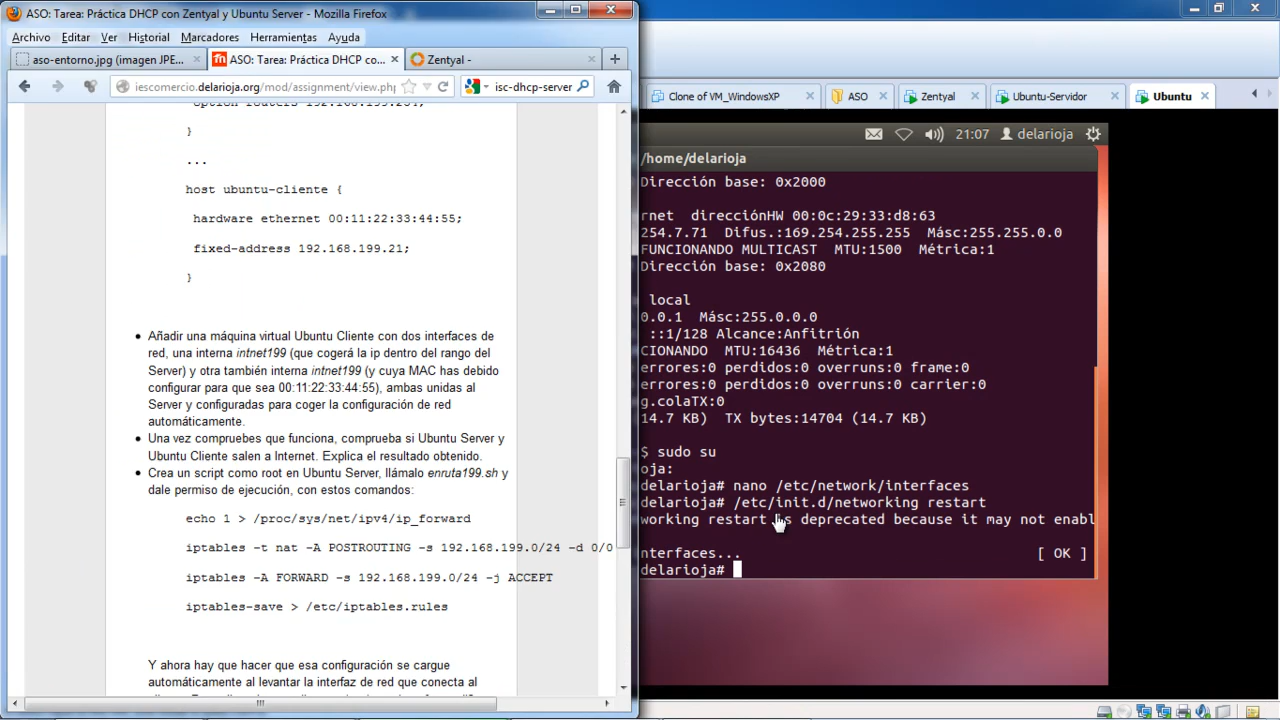 ASO: Tarea: Práctica DHCP con Zentyal y Ubuntu Server - Mozilla Firefox
Archivo Editar Ver Historial Marcadores Herramientas Ayuda
aso-entorno.jpg (imagen JPE... ASO: Tarea: Práctica DHCP co... Zentyal -
iescomercio.delarioja.org/mod/assignment/view.php isc-dhcp-server
}
...
host ubuntu-cliente {
hardware ethernet 00:11:22:33:44:55;
fixed-address 192.168.199.21;
}
Añadir una máquina virtual Ubuntu Cliente con dos interfaces de
red, una interna intnet199 (que cogerá la ip dentro del rango del
Server) y otra también interna intnet199 (y cuya MAC has debido
configurar para que sea 00:11:22:33:44:55), ambas unidas al
Server y configuradas para coger la configuración de red
automáticamente.
Una vez compruebes que funciona, comprueba si Ubuntu Server y
Ubuntu Cliente salen a Internet. Explica el resultado obtenido.
Crea un script como root en Ubuntu Server, llámalo enruta199.sh y
dale permiso de ejecución, con estos comandos:
echo 1 > /proc/sys/net/ipv4/ip_forward
iptables -t nat -A POSTROUTING -s 192.168.199.0/24 -d 0/0
iptables -A FORWARD -s 192.168.199.0/24 -j ACCEPT
iptables-save > /etc/iptables.rules
Y ahora hay que hacer que esa configuración se cargue
automáticamente al levantar la interfaz de red que conecta al
Clone of VM_WindowsXP ASO Zentyal Ubuntu-Servidor Ubuntu
21:07 delarioja
/home/delarioja
Dirección base: 0x2000
rnet direcciónHW 00:0c:29:33:d8:63
254.7.71 Difus.:169.254.255.255 Másc:255.255.0.0
FUNCIONANDO MULTICAST MTU:1500 Métrica:1
Dirección base: 0x2080
local
0.0.1 Másc:255.0.0.0
::1/128 Alcance:Anfitrión
CIONANDO MTU:16436 Métrica:1
errores:0 perdidos:0 overruns:0 frame:0
errores:0 perdidos:0 overruns:0 carrier:0
g.colaTX:0
(14.7 KB) TX bytes:14704 (14.7 KB)
$ sudo su
oja:
delarioja# nano /etc/network/interfaces
delarioja# /etc/init.d/networking restart
working restart is deprecated because it may not enabl
nterfaces... [ OK ]
delarioja#